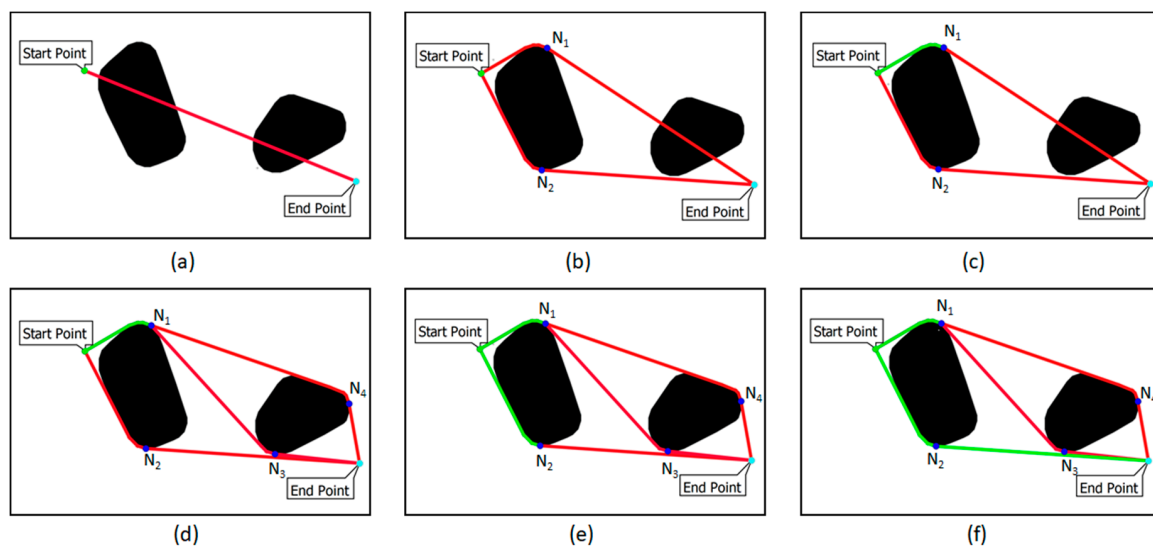 Start Point
End Point
(a)
Start Point
N1
N2
End Point
(b)
Start Point
N1
N2
End Point
(c)
Start Point
N1
N4
N2
N3
End Point
(d)
Start Point
N1
N4
N2
N3
End Point
(e)
Start Point
N1
N4
N2
N3
End Point
(f)